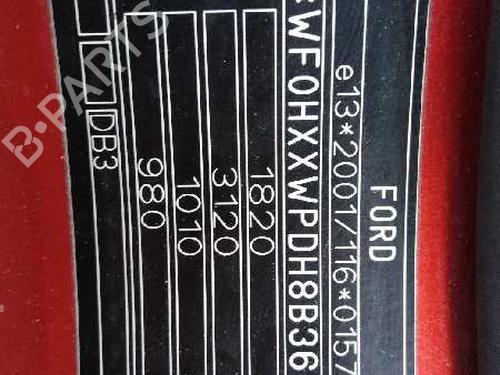 FORD
e13*2001/116*0157
WF0HXXWPDH8B36
1820
3120
1010
980
DB3
B-PARTS